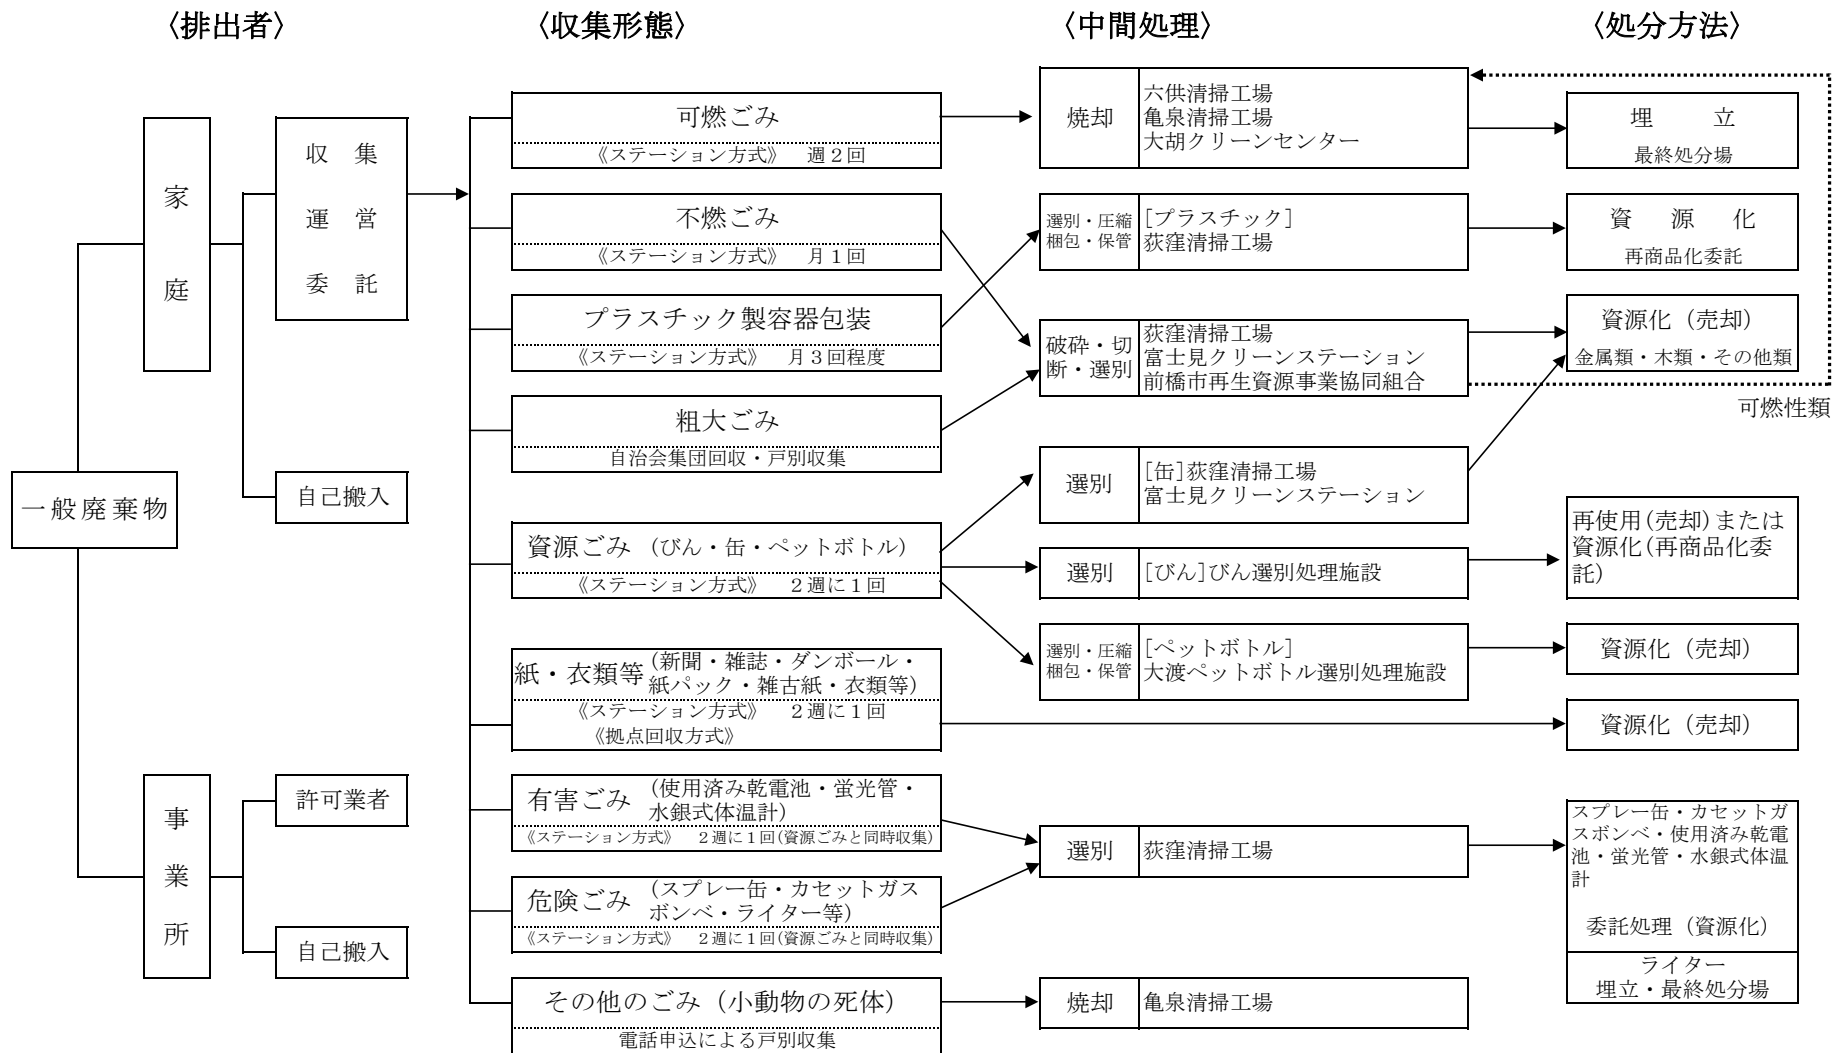 〈排出者〉
〈収集形態〉
〈中間処理〉
〈処分方法〉
一般廃棄物
家
庭
収　集
運　営
委　託
自己搬入
事
業
所
許可業者
自己搬入
可燃ごみ
《ステーション方式》　週２回
不燃ごみ
《ステーション方式》　月１回
プラスチック製容器包装
《ステーション方式》　月３回程度
粗大ごみ
自治会集団回収・戸別収集
資源ごみ （びん・缶・ペットボトル）
《ステーション方式》　２週に１回
紙・衣類等
（新聞・雑誌・ダンボール・
紙パック・雑古紙・衣類等）
《ステーション方式》　２週に１回
《拠点回収方式》
有害ごみ
（使用済み乾電池・蛍光管・
水銀式体温計）
《ステーション方式》　２週に１回(資源ごみと同時収集)
危険ごみ
（スプレー缶・カセットガス
ボンベ・ライター等）
《ステーション方式》　２週に１回(資源ごみと同時収集)
その他のごみ（小動物の死体）
電話申込による戸別収集
焼却
六供清掃工場
亀泉清掃工場
大胡クリーンセンター
選別・圧縮
梱包・保管
[プラスチック]
荻窪清掃工場
破砕・切
断・選別
荻窪清掃工場
富士見クリーンステーション
前橋市再生資源事業協同組合
選別
[缶]荻窪清掃工場
富士見クリーンステーション
選別
[びん]びん選別処理施設
選別・圧縮
梱包・保管
[ペットボトル]
大渡ペットボトル選別処理施設
選別
荻窪清掃工場
焼却
亀泉清掃工場
埋　　立
最終処分場
資　源　化
再商品化委託
資源化（売却）
金属類・木類・その他類
可燃性類
再使用(売却)または
資源化(再商品化委
託)
資源化（売却）
資源化（売却）
スプレー缶・カセットガ
スボンベ・使用済み乾電
池・蛍光管・水銀式体温
計
委託処理（資源化）
ライター
埋立・最終処分場